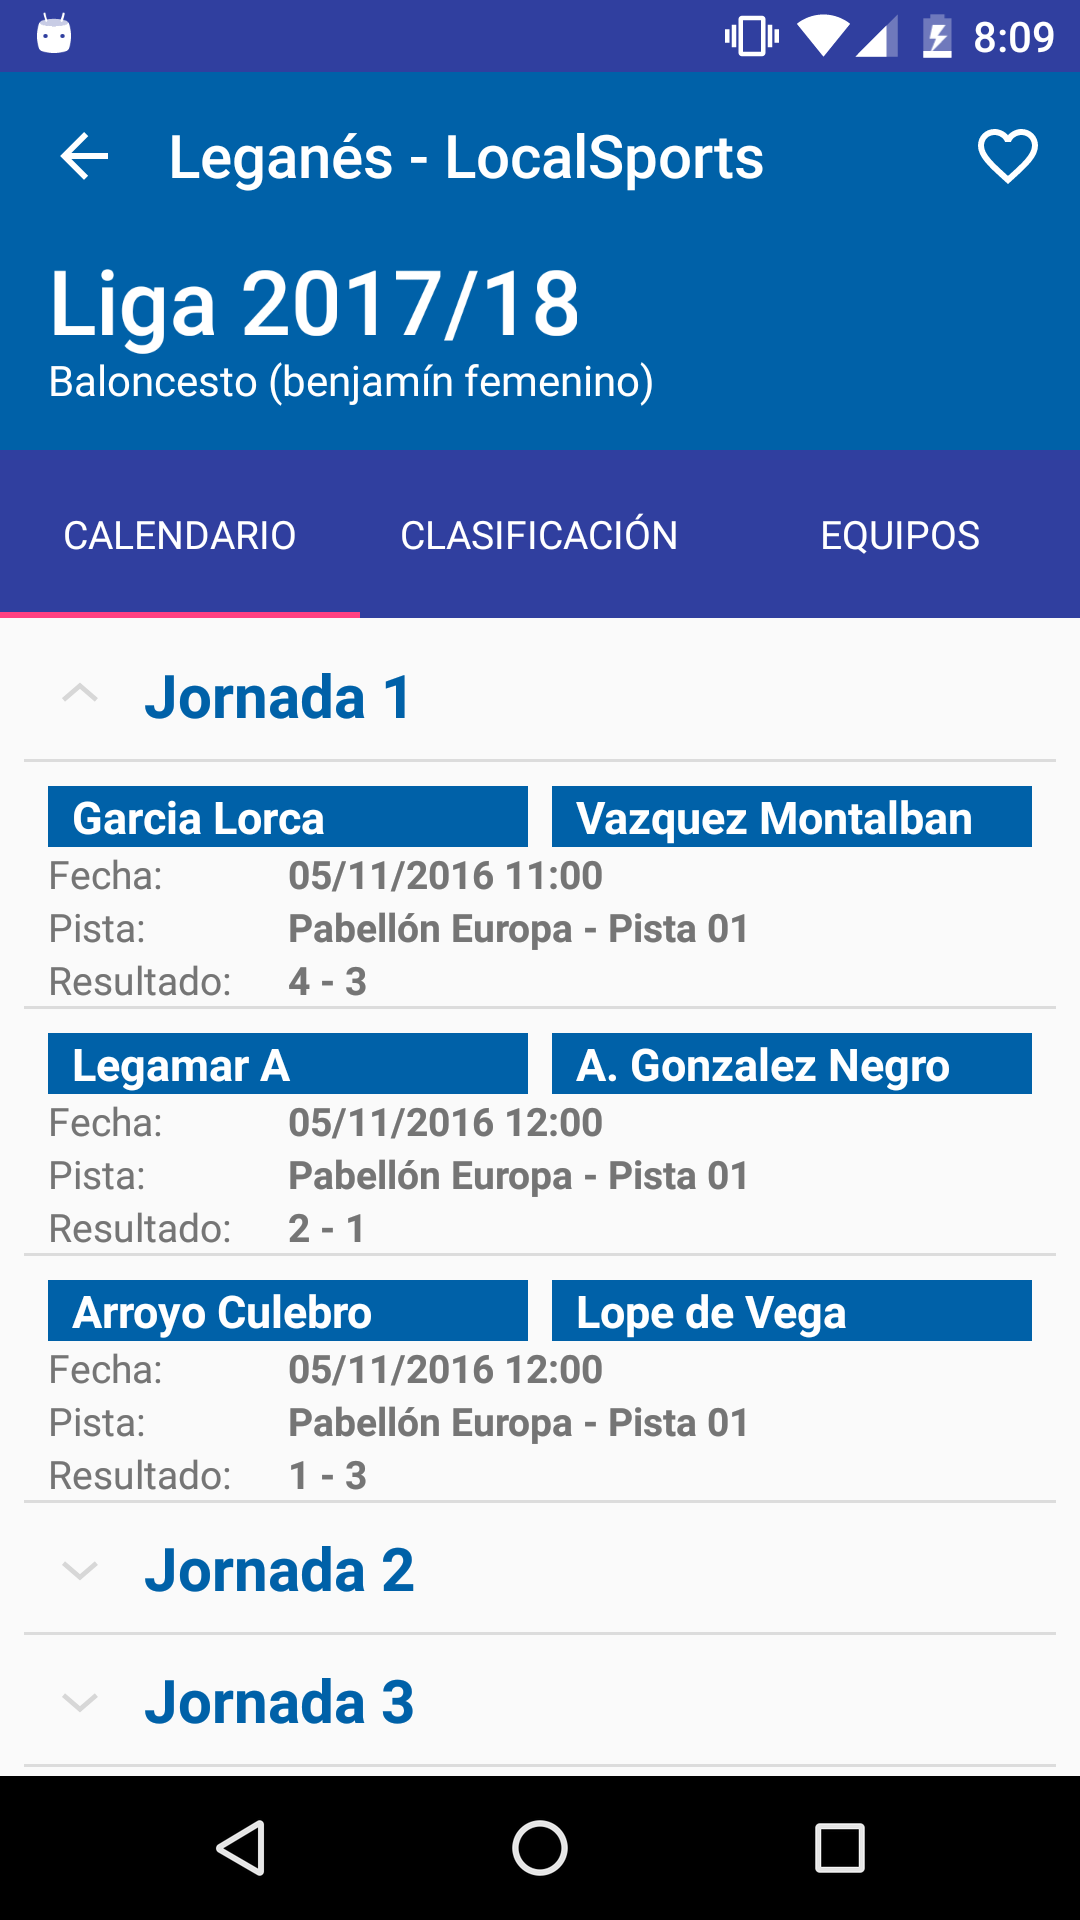 8:09
Leganés - LocalSports
Liga 2017/18
Baloncesto (benjamín femenino)
CALENDARIO CLASIFICACIÓN EQUIPOS
Jornada 1
Garcia Lorca Vazquez Montalban
Fecha: 05/11/2016 11:00
Pista: Pabellón Europa - Pista 01
Resultado: 4 - 3
Legamar A A. Gonzalez Negro
Fecha: 05/11/2016 12:00
Pista: Pabellón Europa - Pista 01
Resultado: 2 - 1
Arroyo Culebro Lope de Vega
Fecha: 05/11/2016 12:00
Pista: Pabellón Europa - Pista 01
Resultado: 1 - 3
Jornada 2
Jornada 3